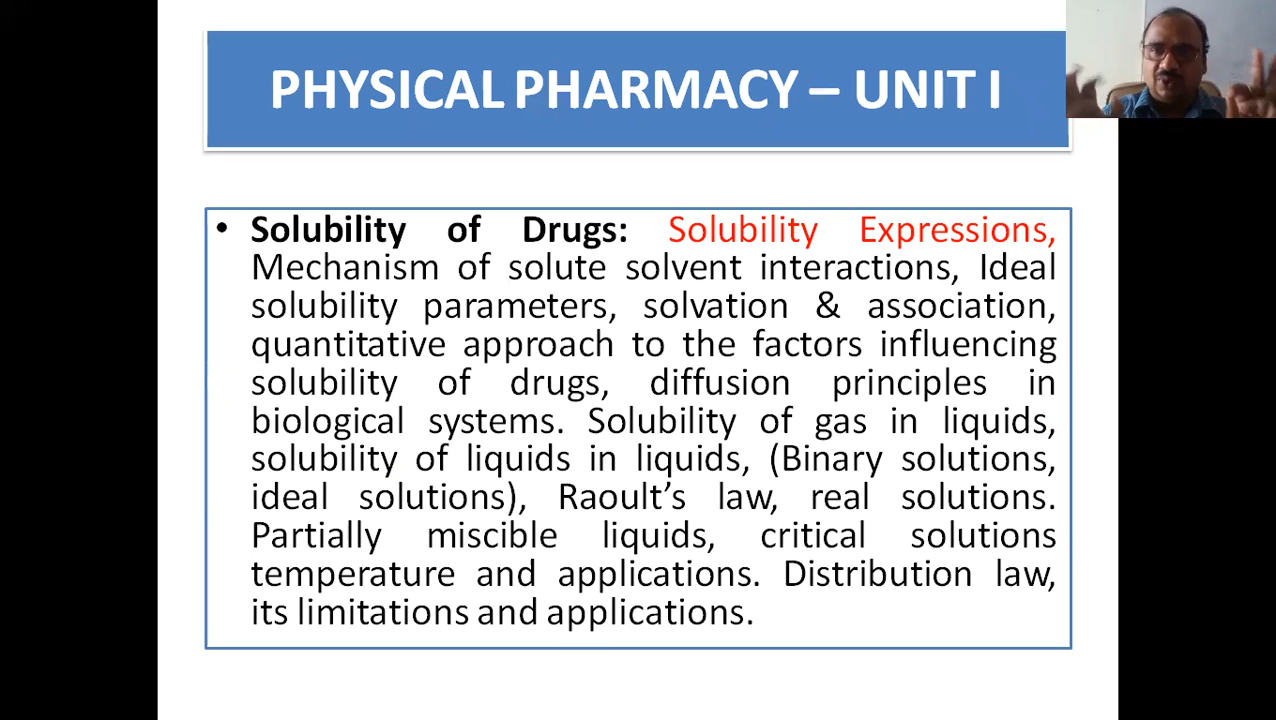 PHYSICAL PHARMACY – UNIT I
• Solubility of Drugs: Solubility Expressions,
Mechanism of solute solvent interactions, Ideal
solubility parameters, solvation & association,
quantitative approach to the factors influencing
solubility of drugs, diffusion principles in
biological systems. Solubility of gas in liquids,
solubility of liquids in liquids, (Binary solutions,
ideal solutions), Raoult’s law, real solutions.
Partially miscible liquids, critical solutions
temperature and applications. Distribution law,
its limitations and applications.